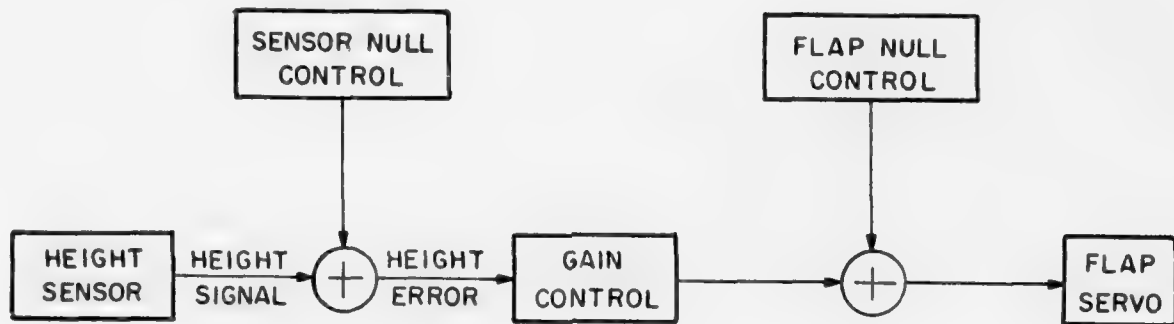 SENSOR NULL
CONTROL
FLAP NULL
CONTROL
HEIGHT
SENSOR
HEIGHT
SIGNAL
HEIGHT
ERROR
GAIN
CONTROL
FLAP
SERVO